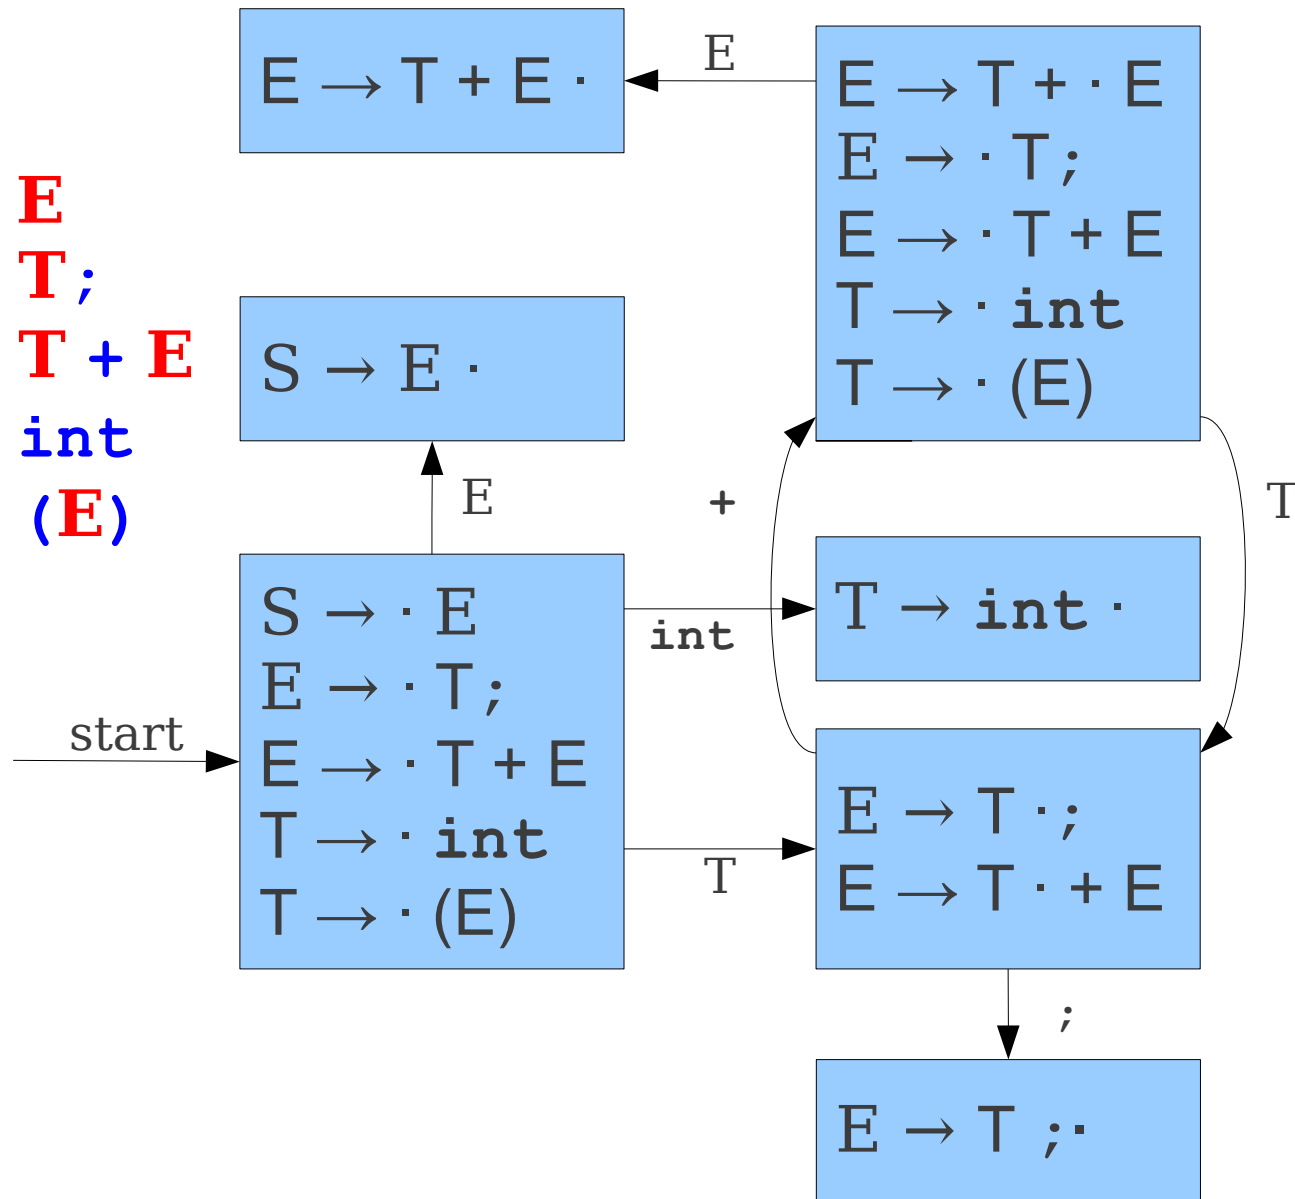 E → T + E ·
E
E → T + · E
E → · T ;
E → · T + E
T → · int
T → · (E)
E
T ;
T + E
int
(E)
S → E ·
E
+
T
S → · E
E → · T ;
E → · T + E
T → · int
T → · (E)
start
int
T → int ·
T
E → T · ;
E → T · + E
;
E → T ; ·